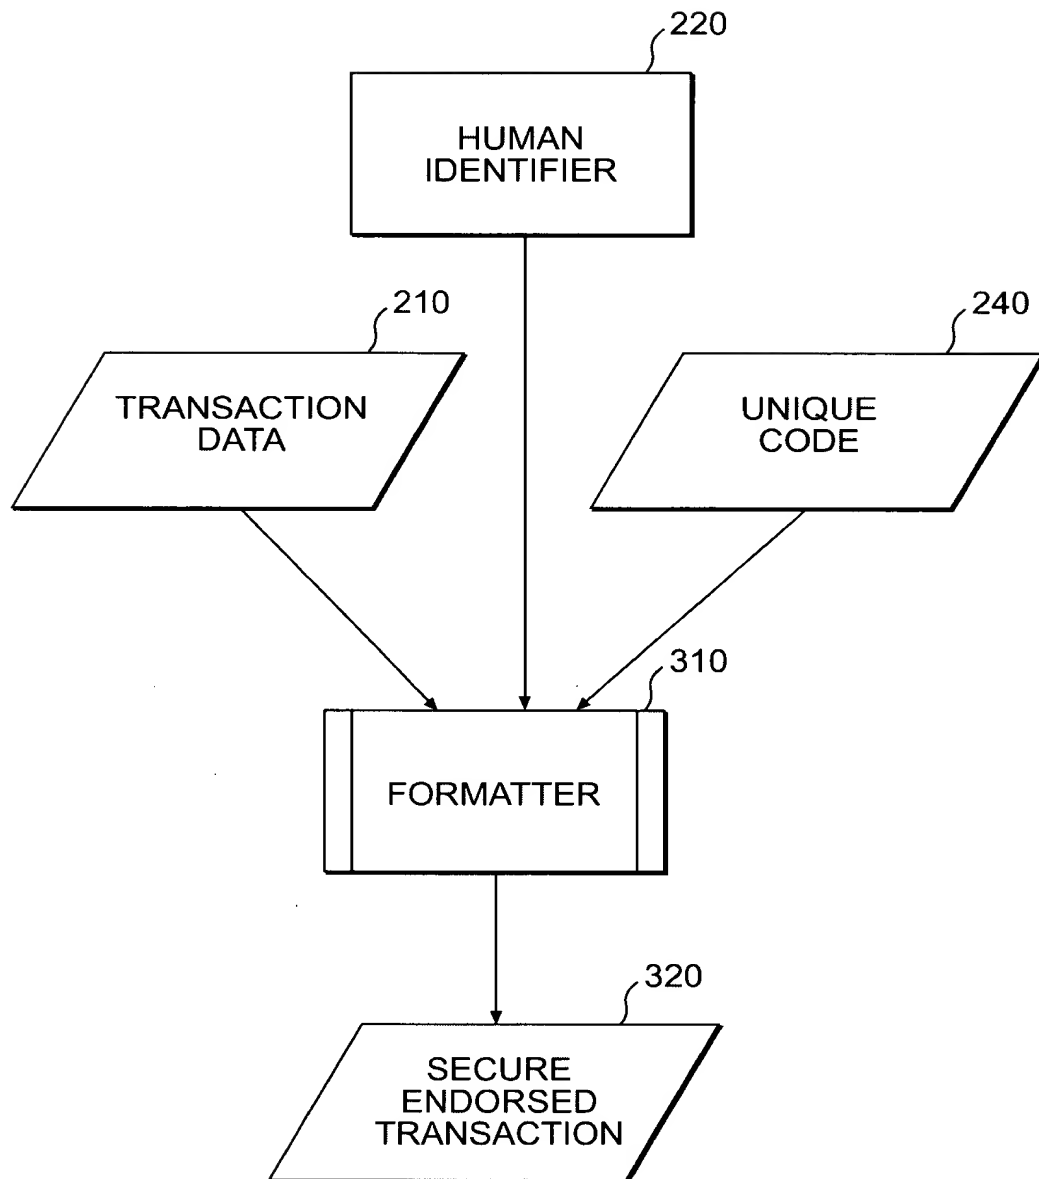 220
HUMAN
IDENTIFIER
210
240
TRANSACTION
DATA
UNIQUE
CODE
310
FORMATTER
320
SECURE
ENDORSED
TRANSACTION